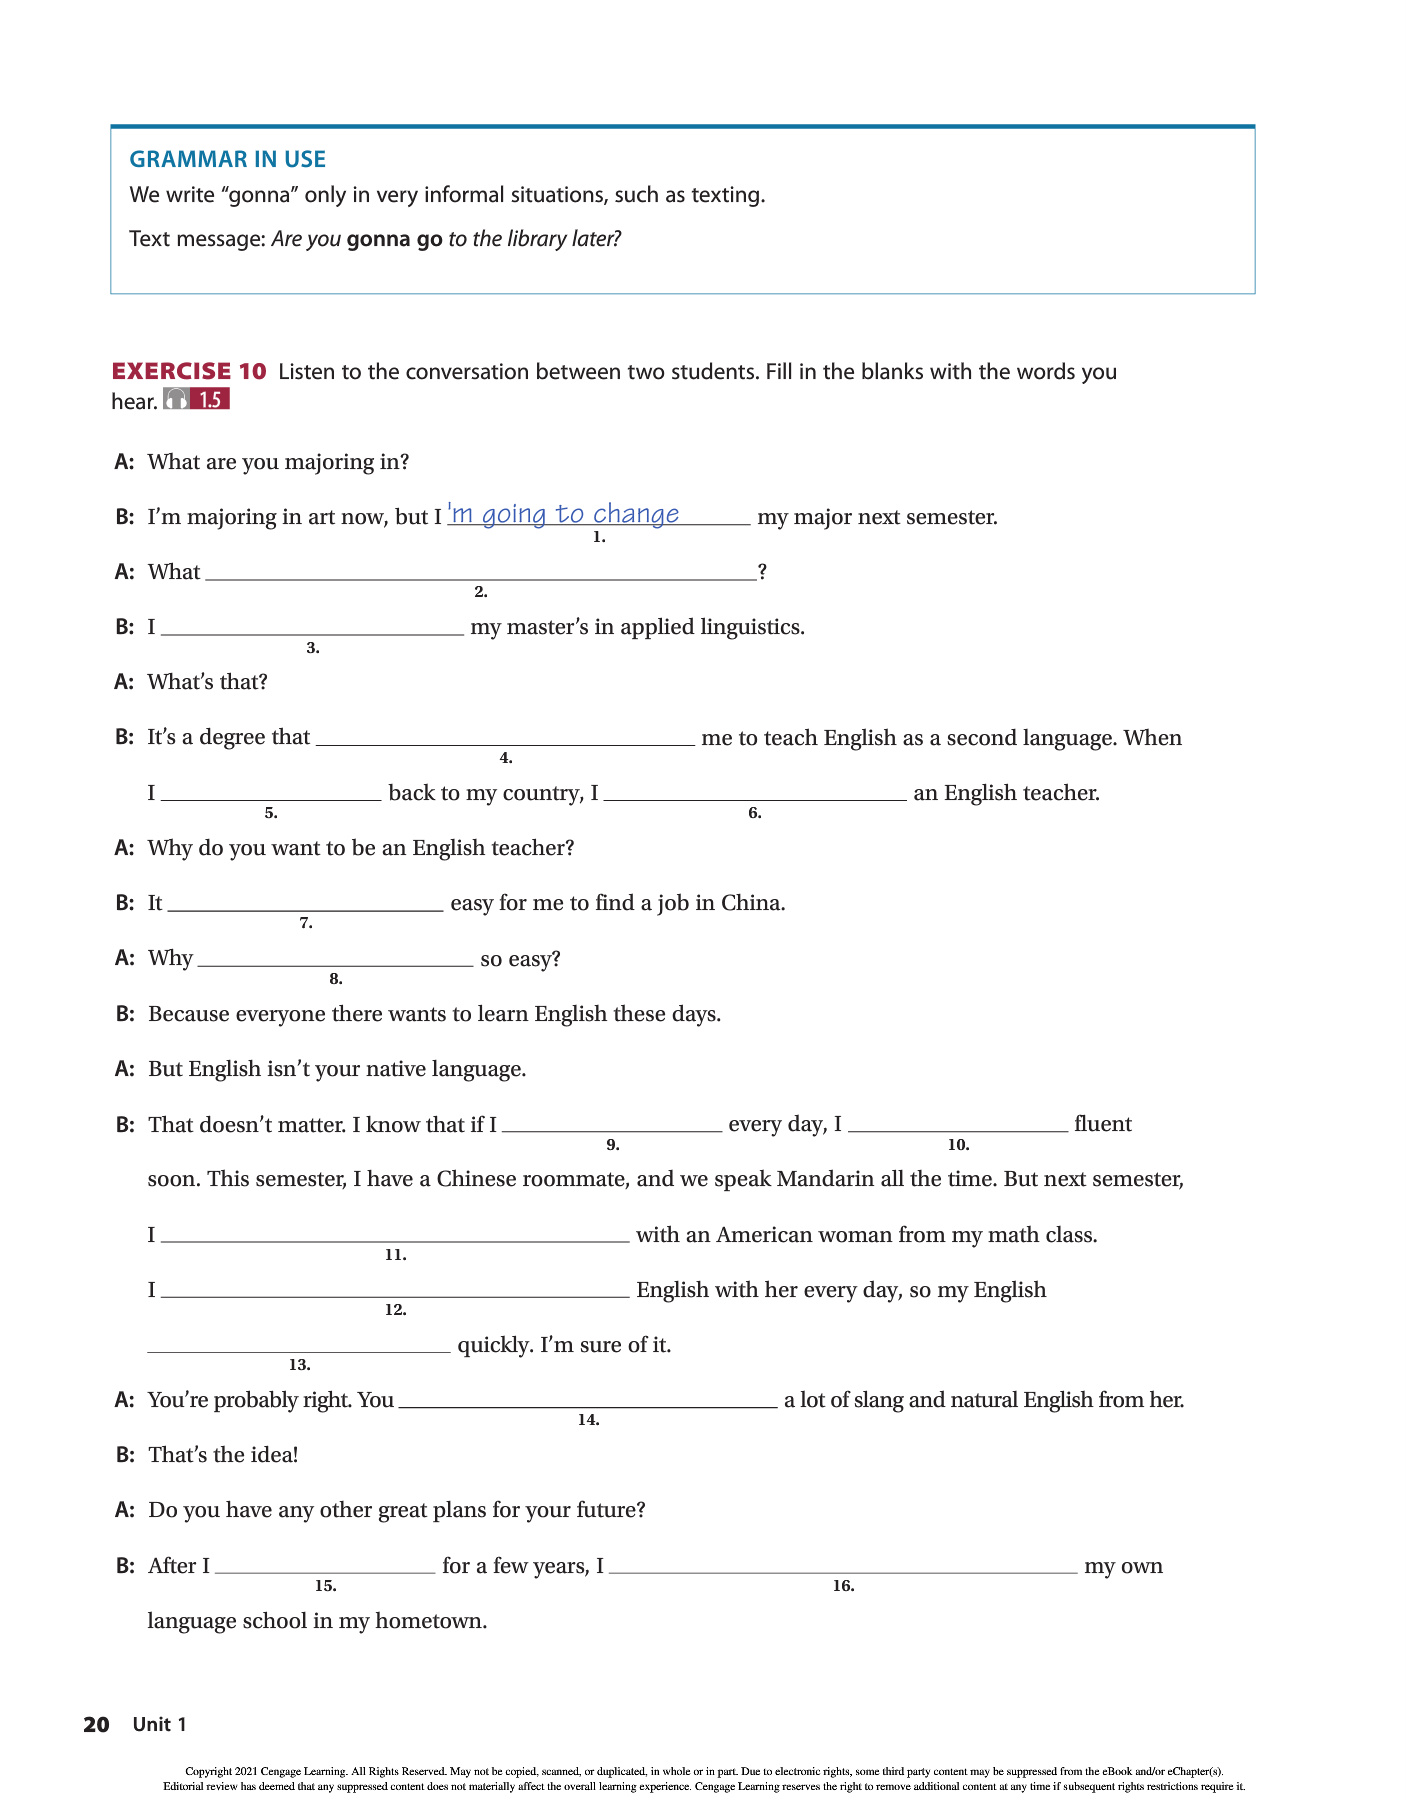 GRAMMAR IN USE
We write “gonna” only in very informal situations, such as texting.
Text message: Are you gonna go to the library later?
EXERCISE 10 Listen to the conversation between two students. Fill in the blanks with the words you
hear. 1.5
A: What are you majoring in?
B: I’m majoring in art now, but I 'm going to change my major next semester.
1.
A: What ?
2.
B: I my master’s in applied linguistics.
3.
A: What’s that?
B: It’s a degree that me to teach English as a second language. When
4.
I back to my country, I an English teacher.
5. 6.
A: Why do you want to be an English teacher?
B: It easy for me to find a job in China.
7.
A: Why so easy?
8.
B: Because everyone there wants to learn English these days.
A: But English isn’t your native language.
B: That doesn’t matter. I know that if I every day, I fluent
9. 10.
soon. This semester, I have a Chinese roommate, and we speak Mandarin all the time. But next semester,
I with an American woman from my math class.
11.
I English with her every day, so my English
12.
quickly. I’m sure of it.
13.
A: You’re probably right. You a lot of slang and natural English from her.
14.
B: That’s the idea!
A: Do you have any other great plans for your future?
B: After I for a few years, I my own
15. 16.
language school in my hometown.
20 Unit 1
Copyright 2021 Cengage Learning. All Rights Reserved. May not be copied, scanned, or duplicated, in whole or in part. Due to electronic rights, some third party content may be suppressed from the eBook and/or eChapter(s).
Editorial review has deemed that any suppressed content does not materially affect the overall learning experience. Cengage Learning reserves the right to remove additional content at any time if subsequent rights restrictions require it.